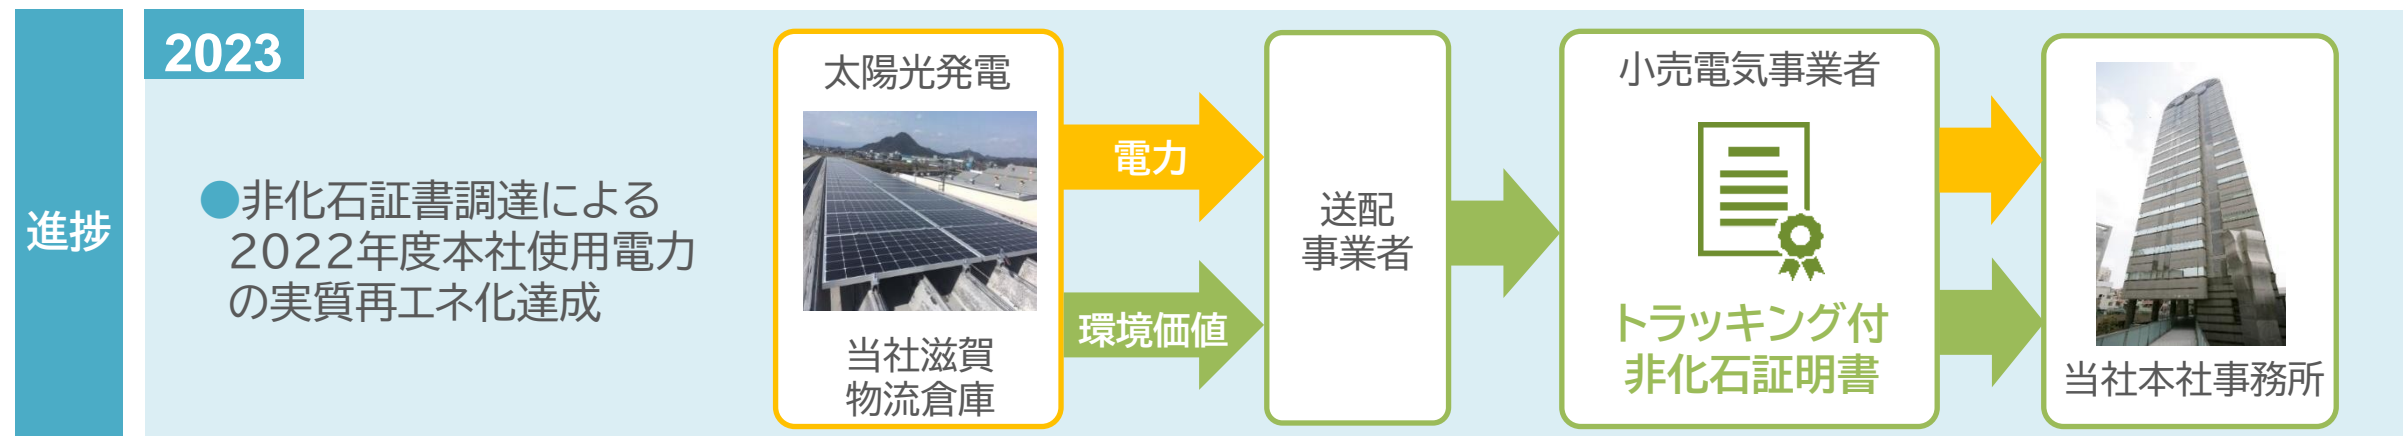 進捗
2023
●非化石証書調達による
2022年度本社使用電力
の実質再エネ化達成
太陽光発電
当社滋賀
物流倉庫
電力
環境価値
送配
事業者
小売電気事業者
トラッキング付
非化石証明書
当社本社事務所